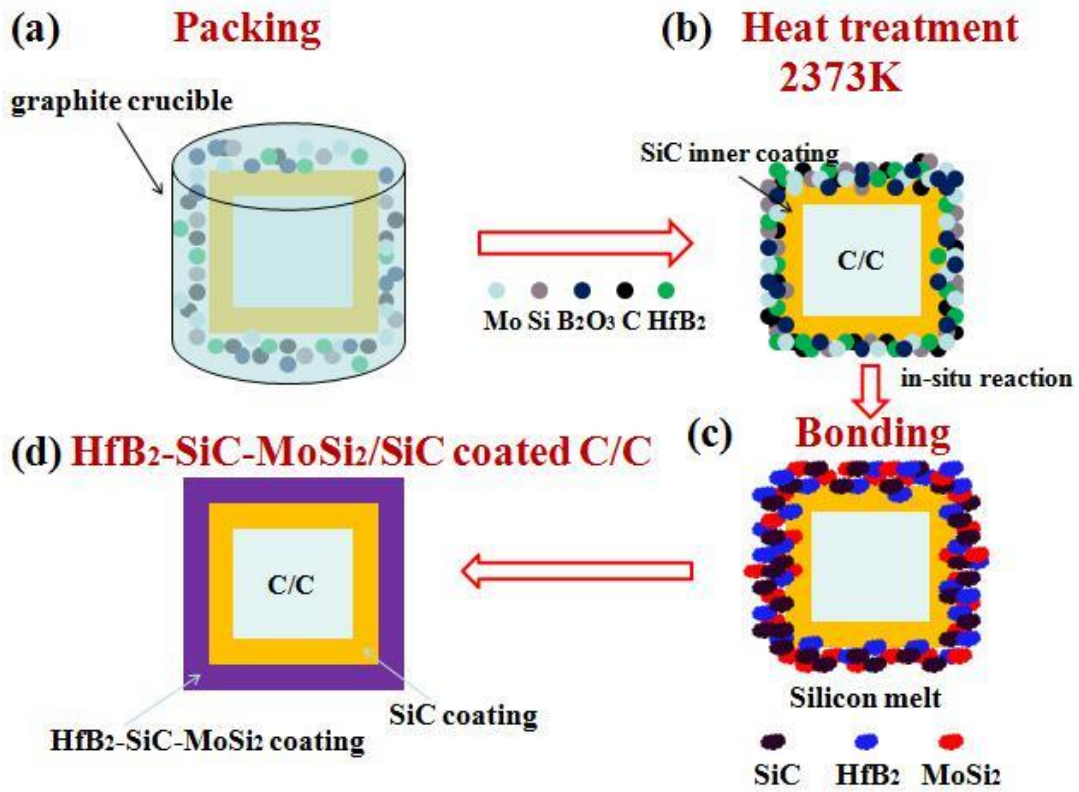 (a) Packing
graphite crucible
(b) Heat treatment
2373K
SiC inner coating
C/C
Mo Si B₂O₃ C HfB₂
in-situ reaction
(c) Bonding
Silicon melt
SiC HfB₂ MoSi₂
(d) HfB₂-SiC-MoSi₂/SiC coated C/C
C/C
SiC coating
HfB₂-SiC-MoSi₂ coating